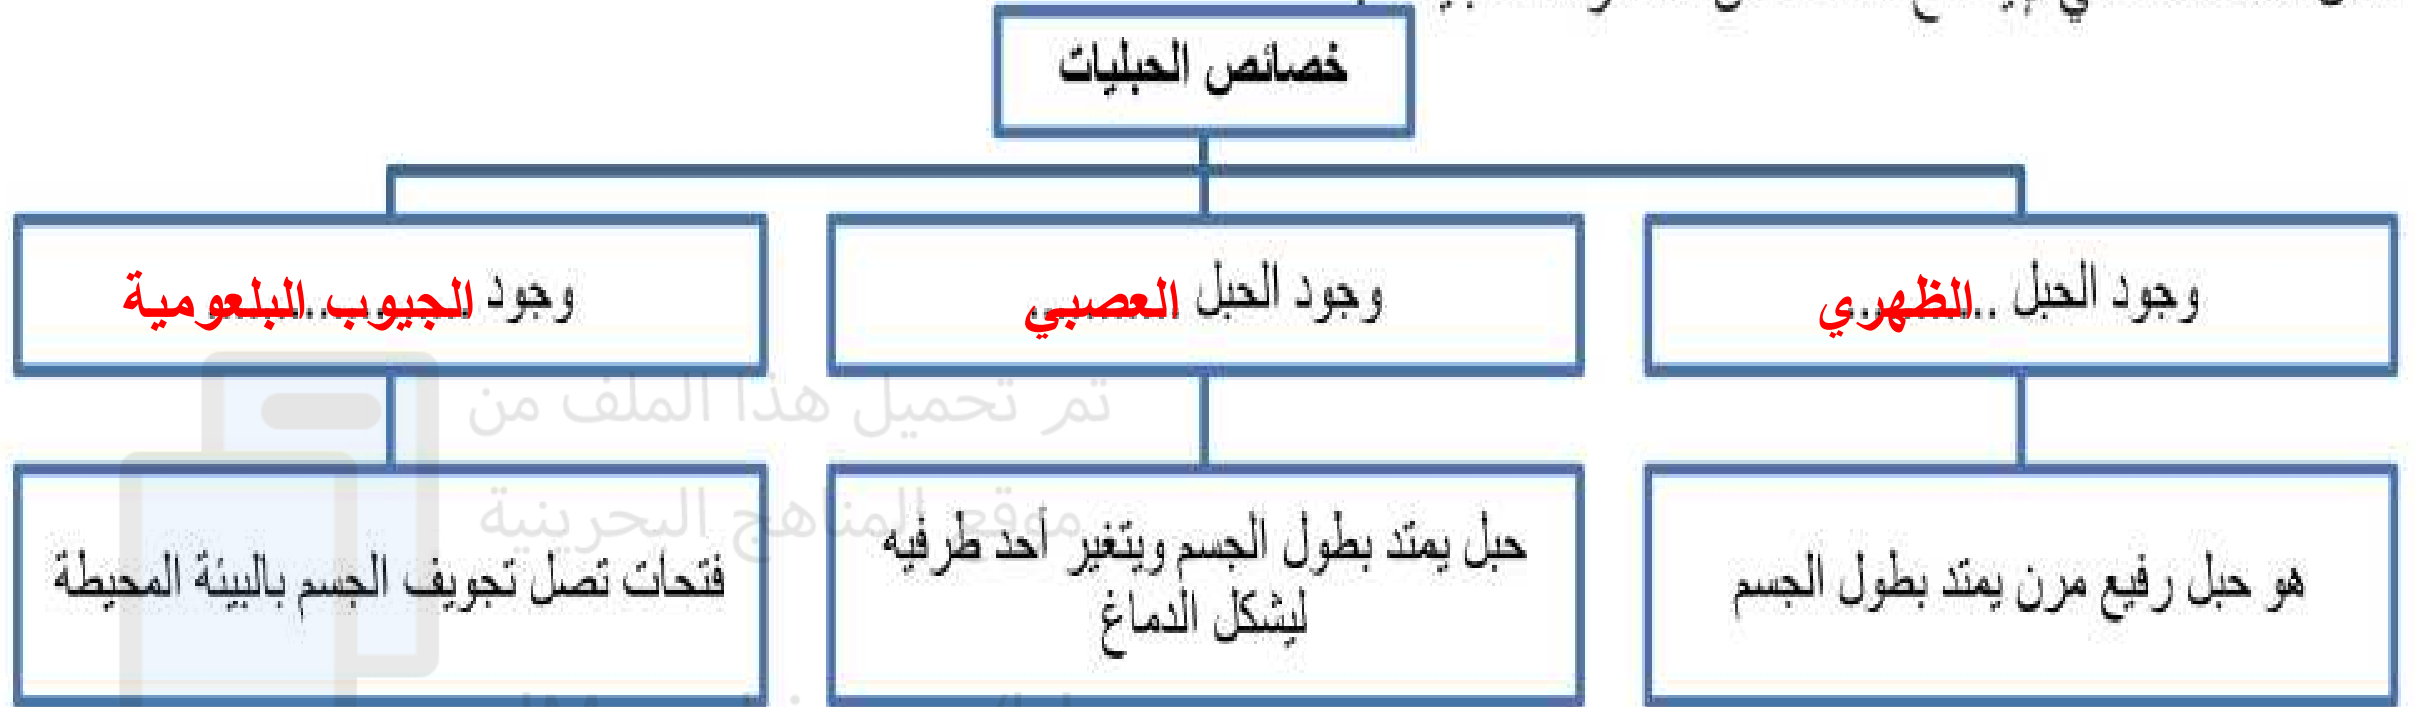 خصائص الحبليات
وجود الحبل ..الظهري
وجود الحبل العصبي
وجود الجيوب البلعومية
هو حبل رفيع مرن يمتد بطول الجسم
حبل يمتد بطول الجسم ويتغير أحد طرفيه
ليشكل الدماغ
فتحات تصل تجويف الجسم بالبيئة المحيطة
تم تحميل هذا الملف من
موقع المناهج البحرينية